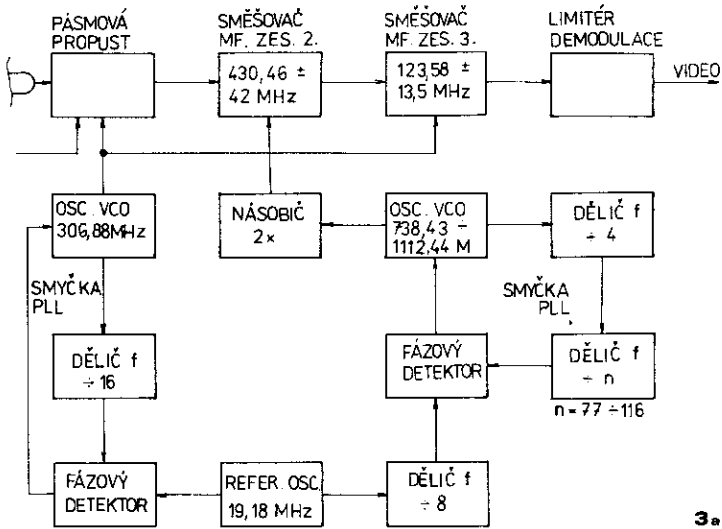 PÁSMOVÁ
PROPUST
SMĚŠOVAČ
MF. ZES. 2.
430,46 ±
42 MHz
SMĚŠOVAČ
MF. ZES. 3.
123,58 ±
13,5 MHz
LIMITÉR
DEMODULACE
VIDEO
OSC. VCO
306,88MHz
NÁSOBIČ
2×
OSC. VCO
738,43 ÷
1112,44 M
DĚLIČ f
÷ 4
SMYČKA
PLL
SMYČKA
PLL
DĚLIČ f
÷ 16
FÁZOVÝ
DETEKTOR
DĚLIČ f
÷ n
n = 77 ÷116
FÁZOVÝ
DETEKTOR
REFER. OSC.
19,18 MHz
DĚLIČ f
÷ 8
3a